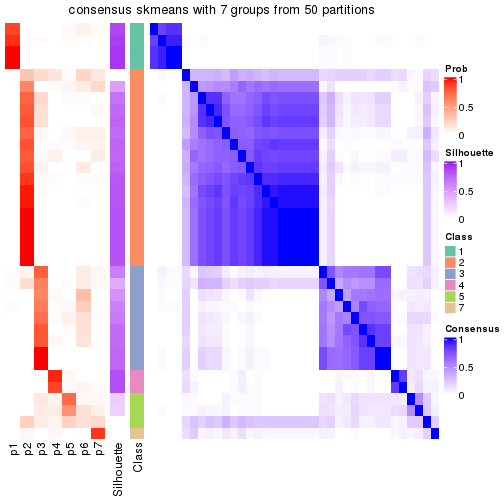 consensus skmeans with 7 groups from 50 partitions
p1
p2
p3
p4
p5
p6
p7
Silhouette
Class
Prob
1
0.5
0
Silhouette
1
0.5
0
Class
1
2
3
4
5
7
Consensus
1
0.5
0